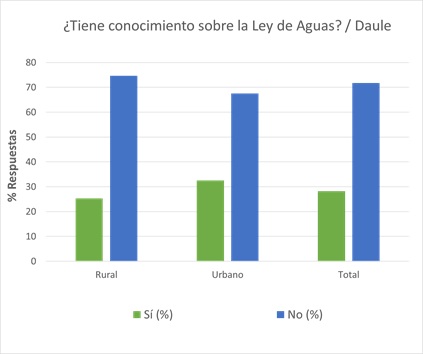 ¿Tiene conocimiento sobre la Ley de Aguas? / Daule
% Respuestas
80
70
60
50
40
30
20
10
0
Rural Urbano Total
Sí (%) No (%)